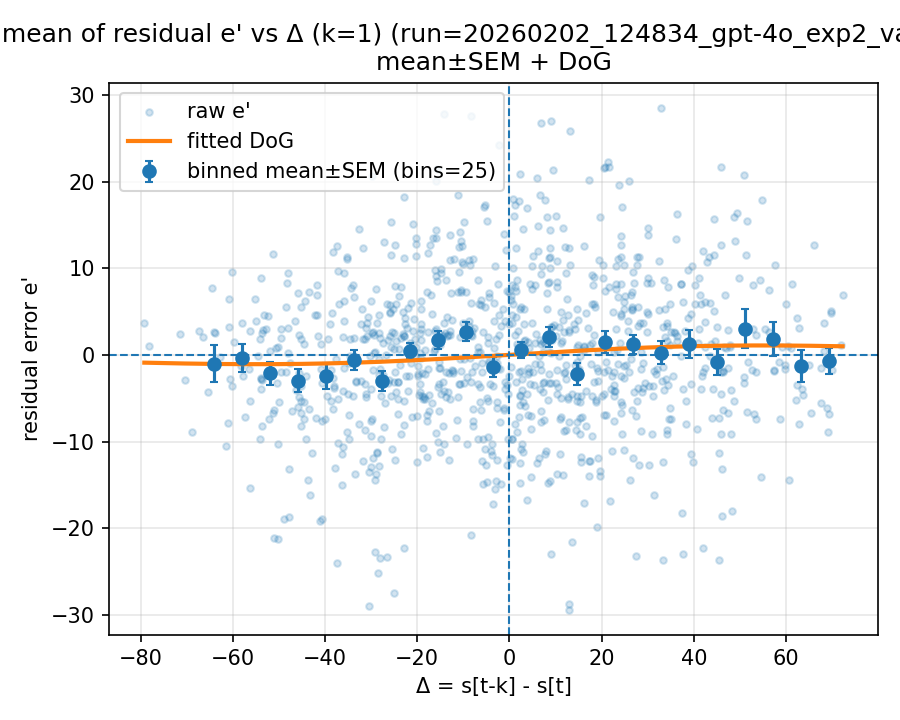 mean of residual e' vs Δ (k=1) (run=20260202_124834_gpt-4o_exp2_va
mean±SEM + DoG
raw e'
fitted DoG
binned mean±SEM (bins=25)
30
20
10
0
−10
−20
−30
residual error e'
−80
−60
−40
−20
0
20
40
60
Δ = s[t-k] - s[t]